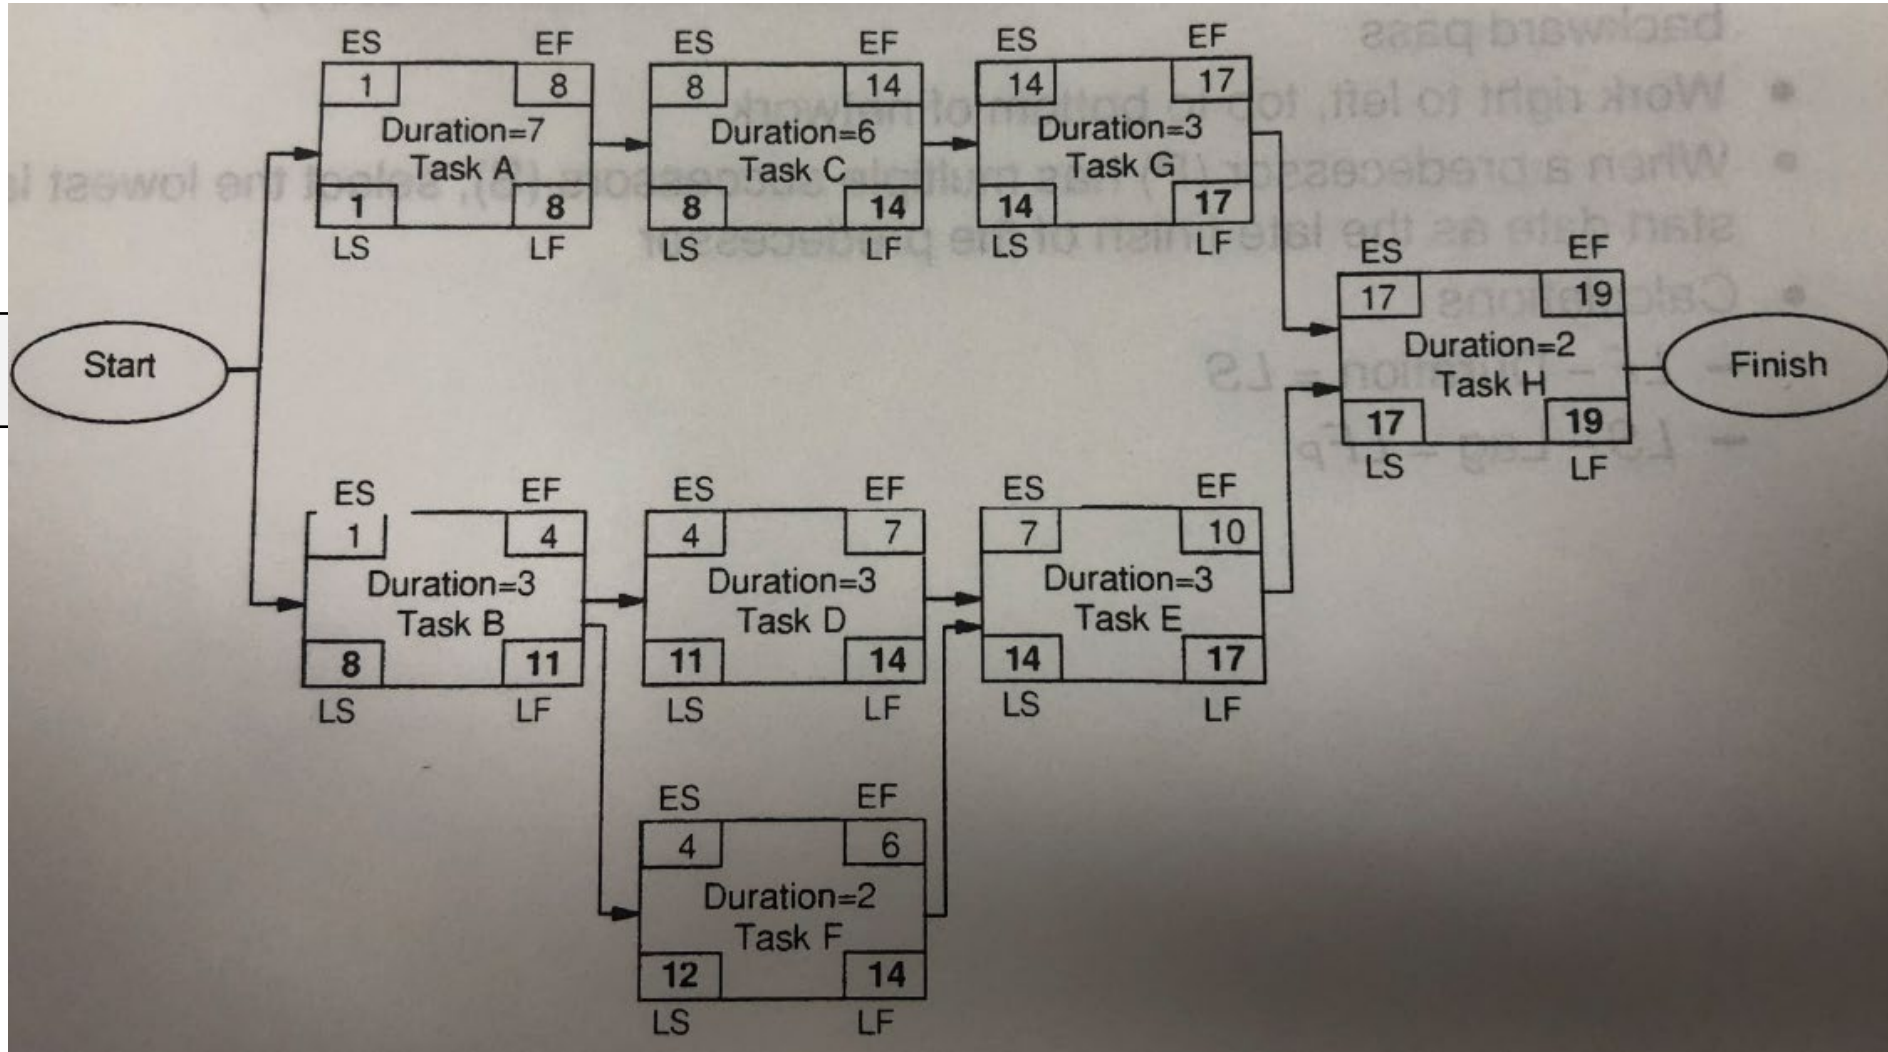 ES EF ES EF ES EF
1 8 8 14 14 17
Duration=7 Duration=6 Duration=3
Task A Task C Task G
1 8 8 14 14 17
LS LF LS LF LS LF
ES EF
17 19
Start Duration=2 Finish
Task H
17 19
LS LF
ES EF ES EF ES EF
1 4 4 7 7 10
Duration=3 Duration=3 Duration=3
Task B Task D Task E
8 11 11 14 14 17
LS LF LS LF LS LF
ES EF
4 6
Duration=2
Task F
12 14
LS LF